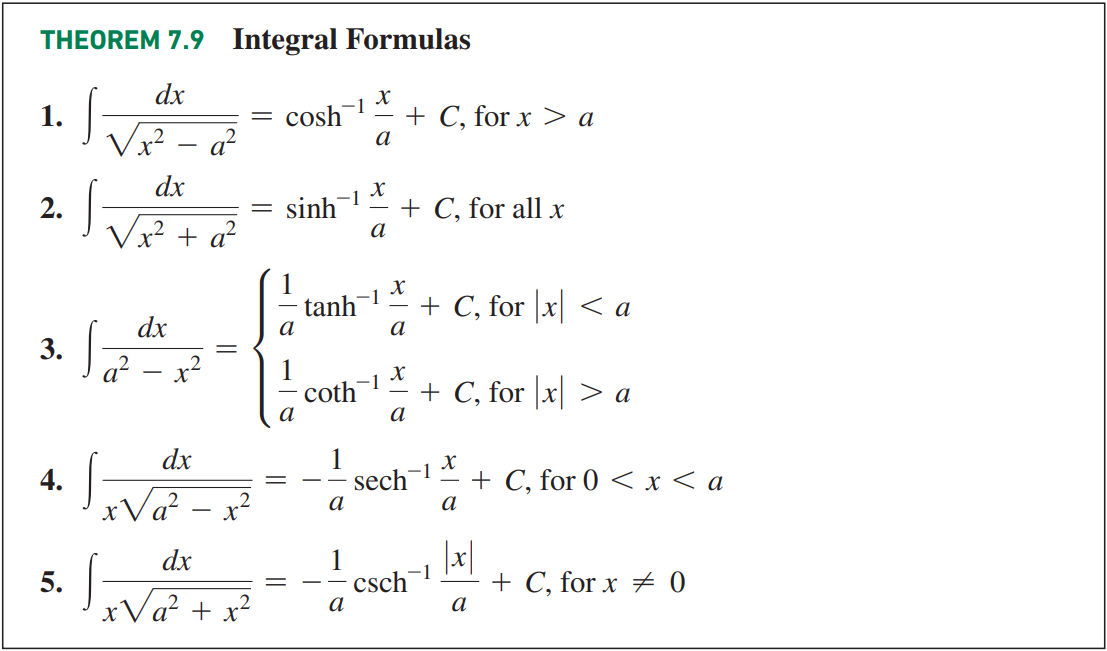 THEOREM 7.9 Integral Formulas
1. ∫ dx/√(x² − a²) = cosh⁻¹ x/a + C, for x > a
2. ∫ dx/√(x² + a²) = sinh⁻¹ x/a + C, for all x
3. ∫ dx/(a² − x²) = { 1/a tanh⁻¹ x/a + C, for |x| < a
1/a coth⁻¹ x/a + C, for |x| > a
4. ∫ dx/(x√(a² − x²)) = −1/a sech⁻¹ x/a + C, for 0 < x < a
5. ∫ dx/(x√(a² + x²)) = −1/a csch⁻¹ |x|/a + C, for x ≠ 0